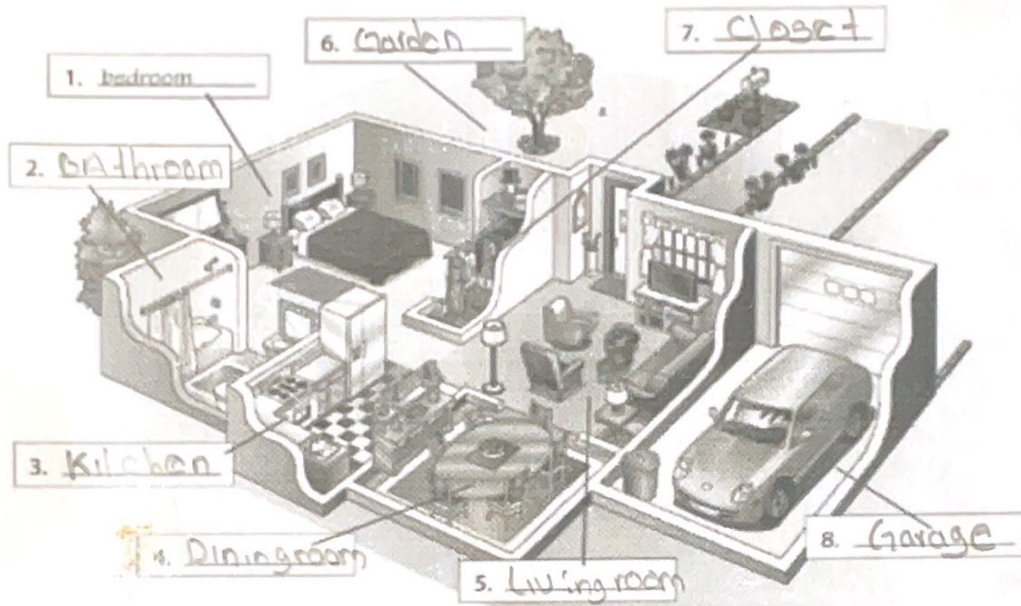 1. bedroom
2. BAthroom
3. Kitchen
4. Diningroom
5. Livingroom
6. Garden
7. Closet
8. Garage